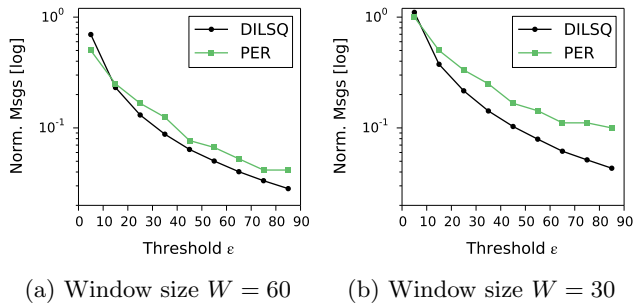 10^0
10^-1
Norm. Msgs [log]
DILSQ
PER
0 10 20 30 40 50 60 70 80 90
Threshold ε
(a) Window size W = 60
10^0
10^-1
Norm. Msgs [log]
DILSQ
PER
0 10 20 30 40 50 60 70 80 90
Threshold ε
(b) Window size W = 30